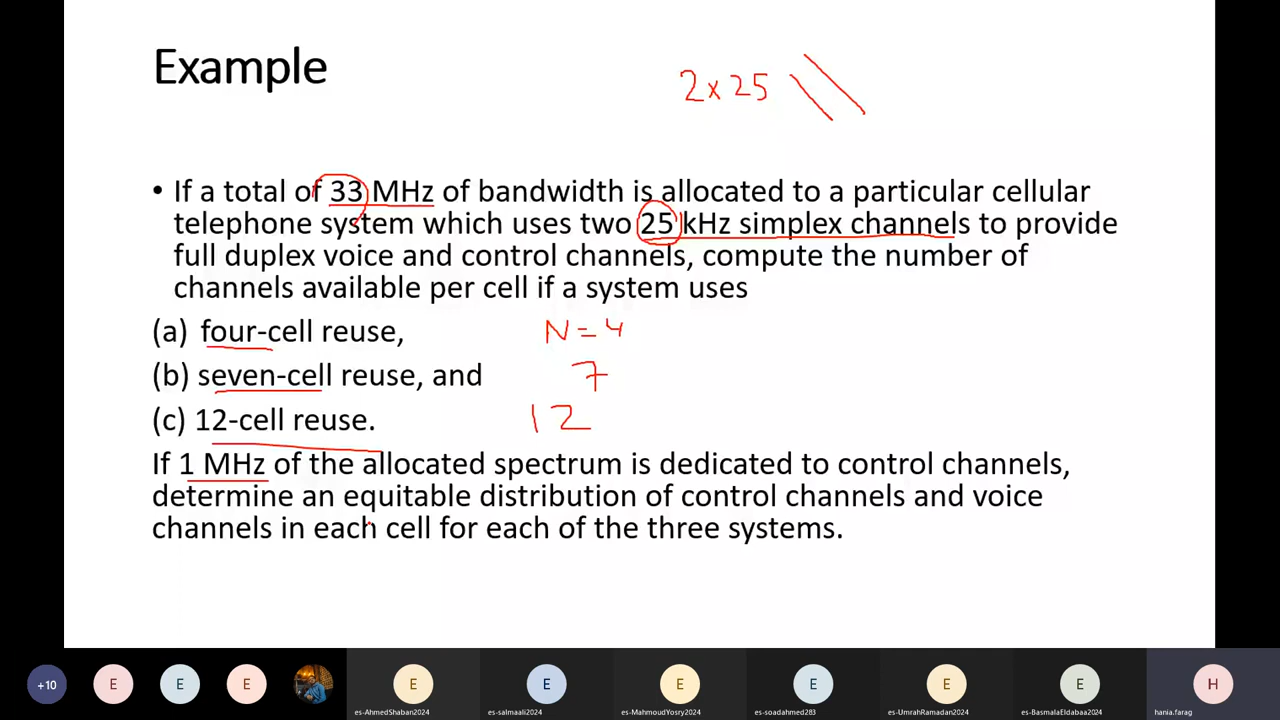 Example
2x25
• If a total of 33 MHz of bandwidth is allocated to a particular cellular
telephone system which uses two 25 kHz simplex channels to provide
full duplex voice and control channels, compute the number of
channels available per cell if a system uses
(a) four-cell reuse, N=4
(b) seven-cell reuse, and 7
(c) 12-cell reuse. 12
If 1 MHz of the allocated spectrum is dedicated to control channels,
determine an equitable distribution of control channels and voice
channels in each cell for each of the three systems.
+10 E E E E E E E E E H
es-AhmedShaban2024 es-salmaali2024 es-MahmoudYosry2024 es-soadahmed283 es-UmrahRamadan2024 es-BasmalaEldabaa2024 hania.farag